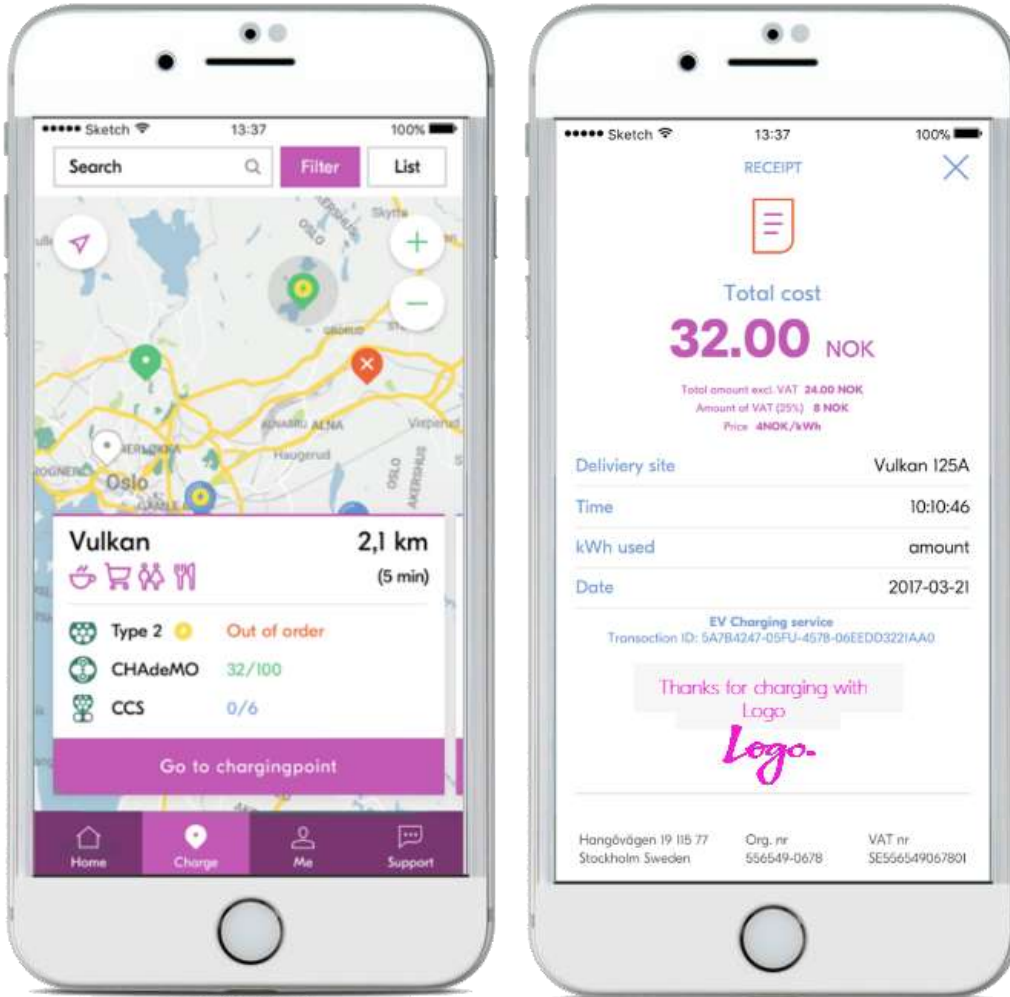 Sketch 13:37 100%
Search Filter List
Skytta
AKERSHUS
OSLO
GRORUD
ALNABRU ALNA
Visperud
Haugerud
OSLO
AKERSHUS
Oslo
Vulkan 2,1 km
(5 min)
Type 2 Out of order
CHAdeMO 32/100
CCS 0/6
Go to chargingpoint
Home Charge Me Support
Sketch 13:37 100%
RECEIPT
Total cost
32.00 NOK
Total amount excl. VAT 24.00 NOK
Amount of VAT (25%) 8 NOK
Price 4NOK/kWh
Deliviery site Vulkan 125A
Time 10:10:46
kWh used amount
Date 2017-03-21
EV Charging service
Transaction ID: 5A7B4247-05FU-4578-06EEDD3221AA0
Thanks for charging with
Logo
Logo.
Hangövägen 19 115 77 Org. nr VAT nr
Stockholm Sweden 556549-0678 SE556549067801